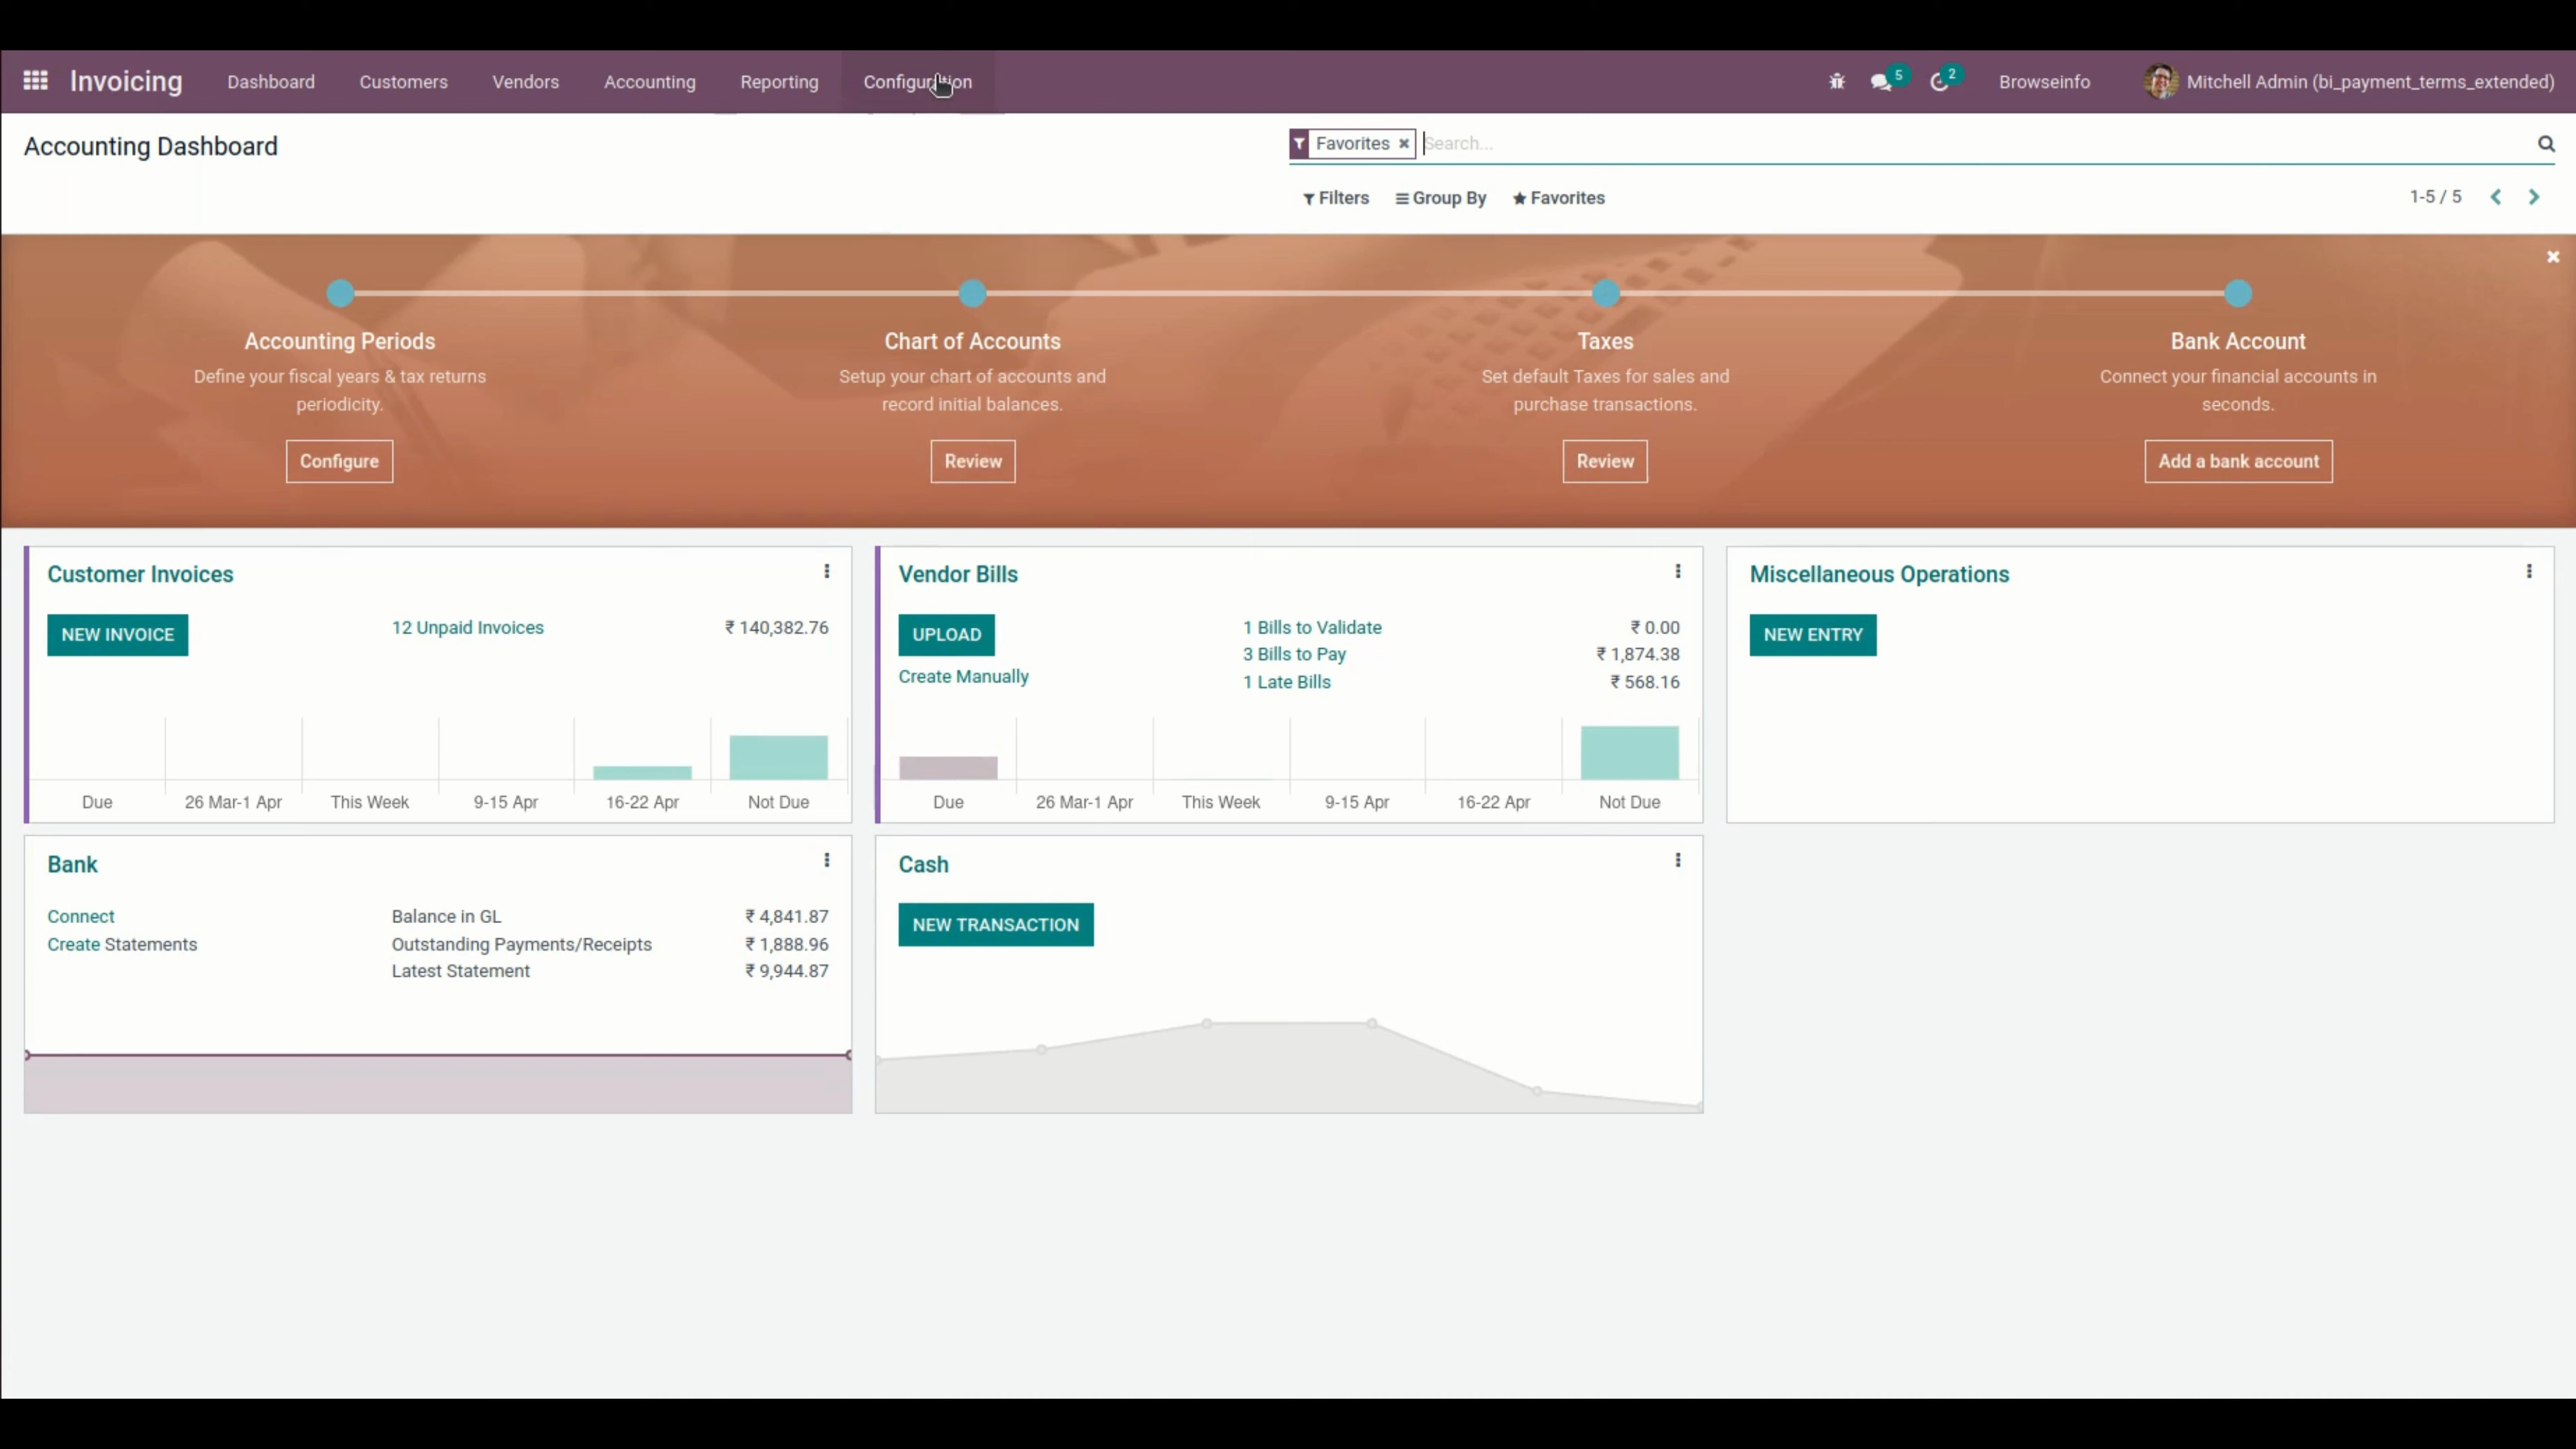 Invoicing Dashboard Customers Vendors Accounting Reporting Configuration 5 2 Browseinfo Mitchell Admin (bi_payment_terms_extended)
Accounting Dashboard
Favorites Search...
Filters Group By Favorites 1-5 / 5
Accounting Periods
Define your fiscal years & tax returns
periodicity.
Configure
Chart of Accounts
Setup your chart of accounts and
record initial balances.
Review
Taxes
Set default Taxes for sales and
purchase transactions.
Review
Bank Account
Connect your financial accounts in
seconds.
Add a bank account
Customer Invoices
NEW INVOICE 12 Unpaid Invoices ₹ 140,382.76
Due 26 Mar-1 Apr This Week 9-15 Apr 16-22 Apr Not Due
Vendor Bills
UPLOAD 1 Bills to Validate ₹ 0.00
3 Bills to Pay ₹ 1,874.38
Create Manually 1 Late Bills ₹ 568.16
Due 26 Mar-1 Apr This Week 9-15 Apr 16-22 Apr Not Due
Miscellaneous Operations
NEW ENTRY
Bank
Connect Balance in GL ₹ 4,841.87
Create Statements Outstanding Payments/Receipts ₹ 1,888.96
Latest Statement ₹ 9,944.87
Cash
NEW TRANSACTION